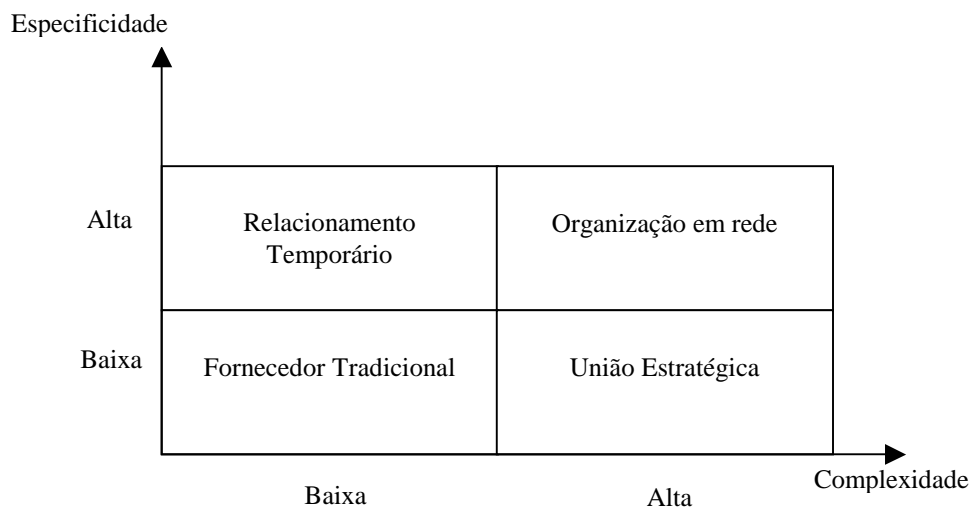 Especificidade
Alta
Relacionamento
Temporário
Organização em rede
Baixa
Fornecedor Tradicional
União Estratégica
Complexidade
Baixa
Alta